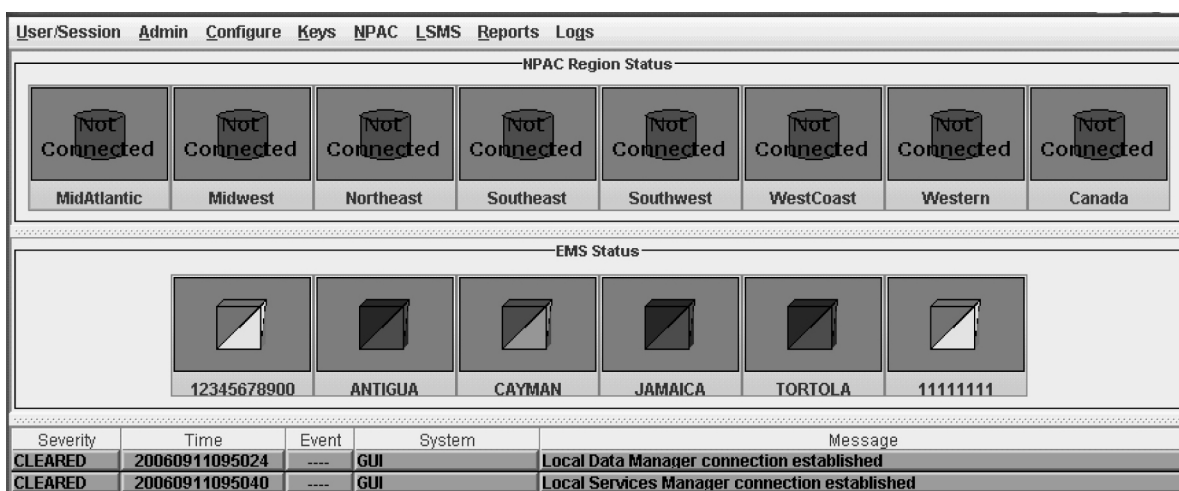 User/Session Admin Configure Keys NPAC LSMS Reports Logs
NPAC Region Status
Not Connected Not Connected Not Connected Not Connected Not Connected Not Connected Not Connected Not Connected
MidAtlantic Midwest Northeast Southeast Southwest WestCoast Western Canada
EMS Status
12345678900 ANTIGUA CAYMAN JAMAICA TORTOLA 11111111
Severity Time Event System Message
CLEARED 20060911095024 ---- GUI Local Data Manager connection established
CLEARED 20060911095040 ---- GUI Local Services Manager connection established